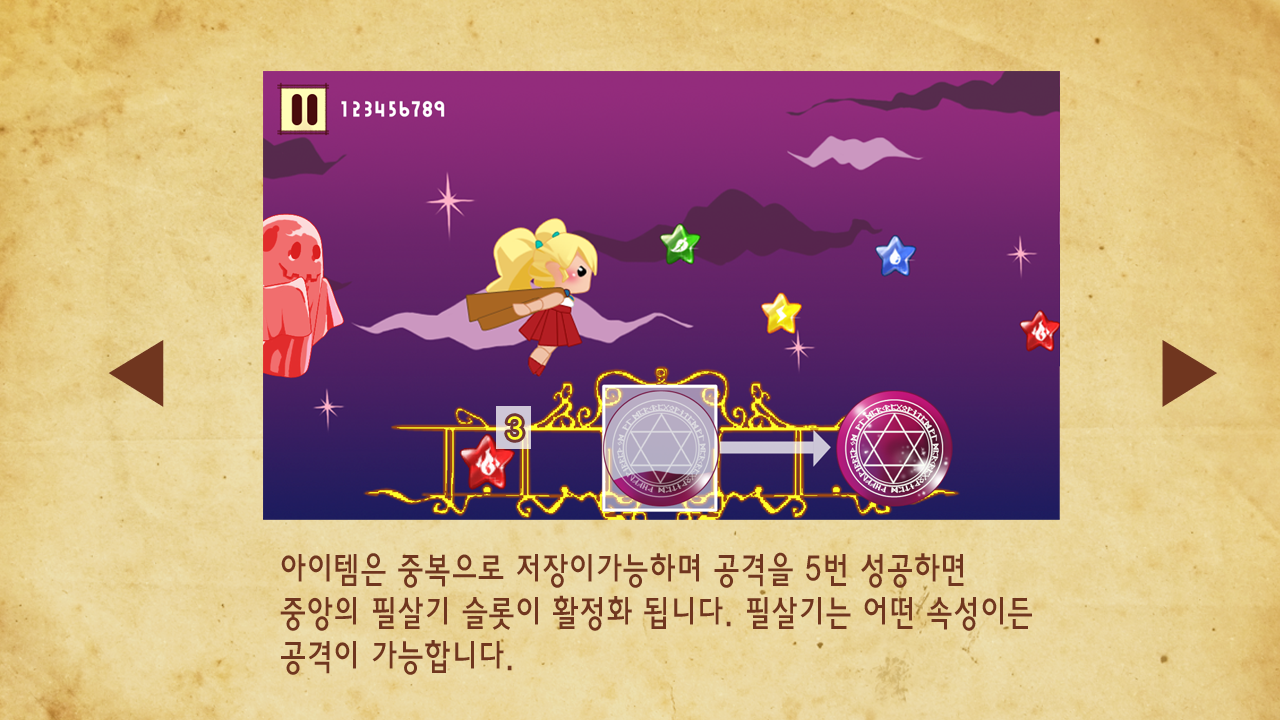 123456789
3
아이템은 중복으로 저장이가능하며 공격을 5번 성공하면
중앙의 필살기 슬롯이 활정화 됩니다. 필살기는 어떤 속성이든
공격이 가능합니다.